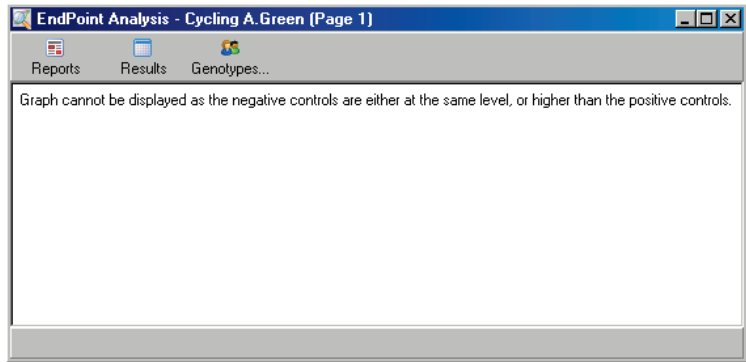 EndPoint Analysis - Cycling A.Green (Page 1)
Reports Results Genotypes...
Graph cannot be displayed as the negative controls are either at the same level, or higher than the positive controls.